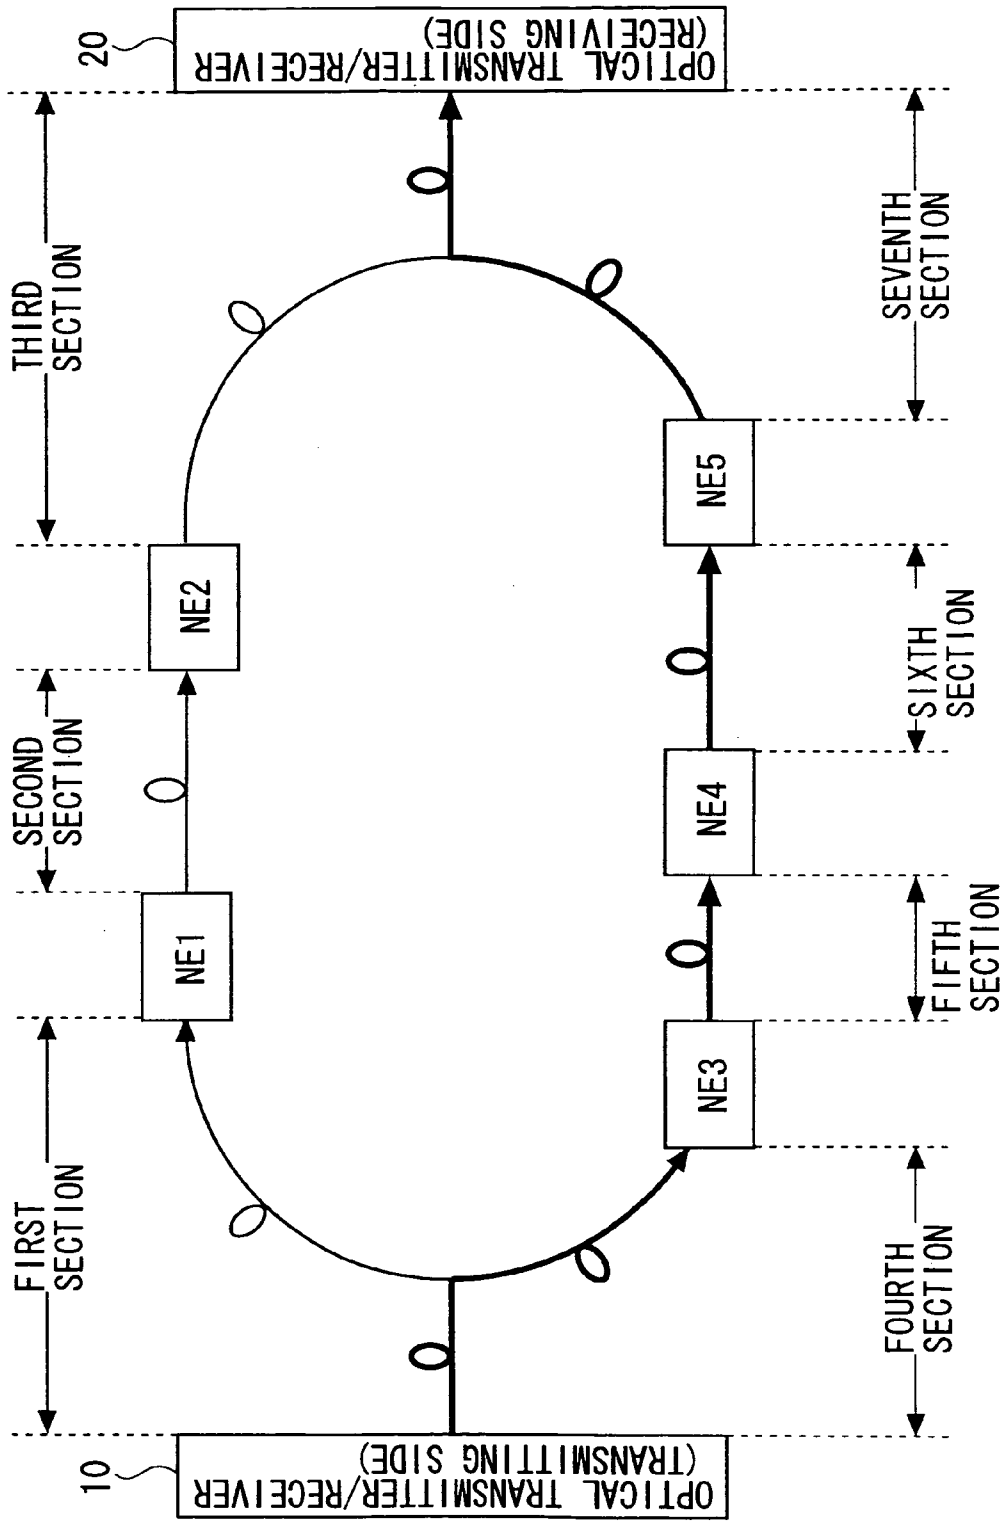 10
OPTICAL TRANSMITTER/RECEIVER
(TRANSMITTING SIDE)
20
OPTICAL TRANSMITTER/RECEIVER
(RECEIVING SIDE)
FIRST
SECTION
SECOND
SECTION
THIRD
SECTION
NE1
NE2
NE3
NE4
NE5
FOURTH
SECTION
FIFTH
SECTION
SIXTH
SECTION
SEVENTH
SECTION